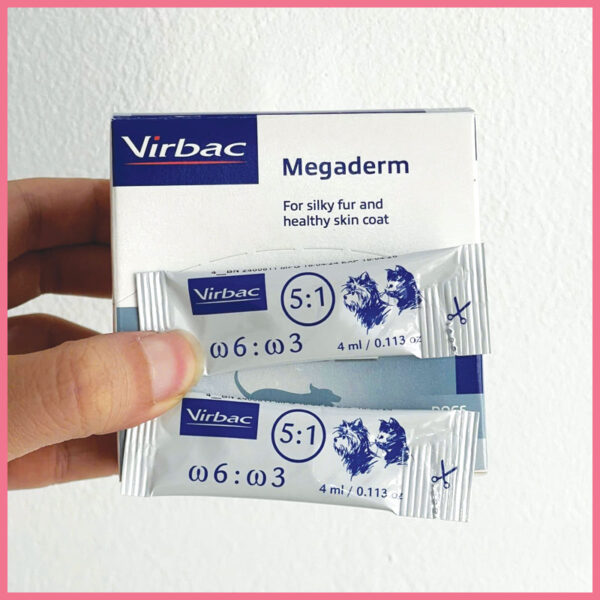 Virbac
Megaderm
For silky fur and
healthy skin coat
Virbac
5:1
ω6:ω3
4 ml / 0.113 oz
DOGS
Virbac
5:1
ω6:ω3
4 ml / 0.113 oz